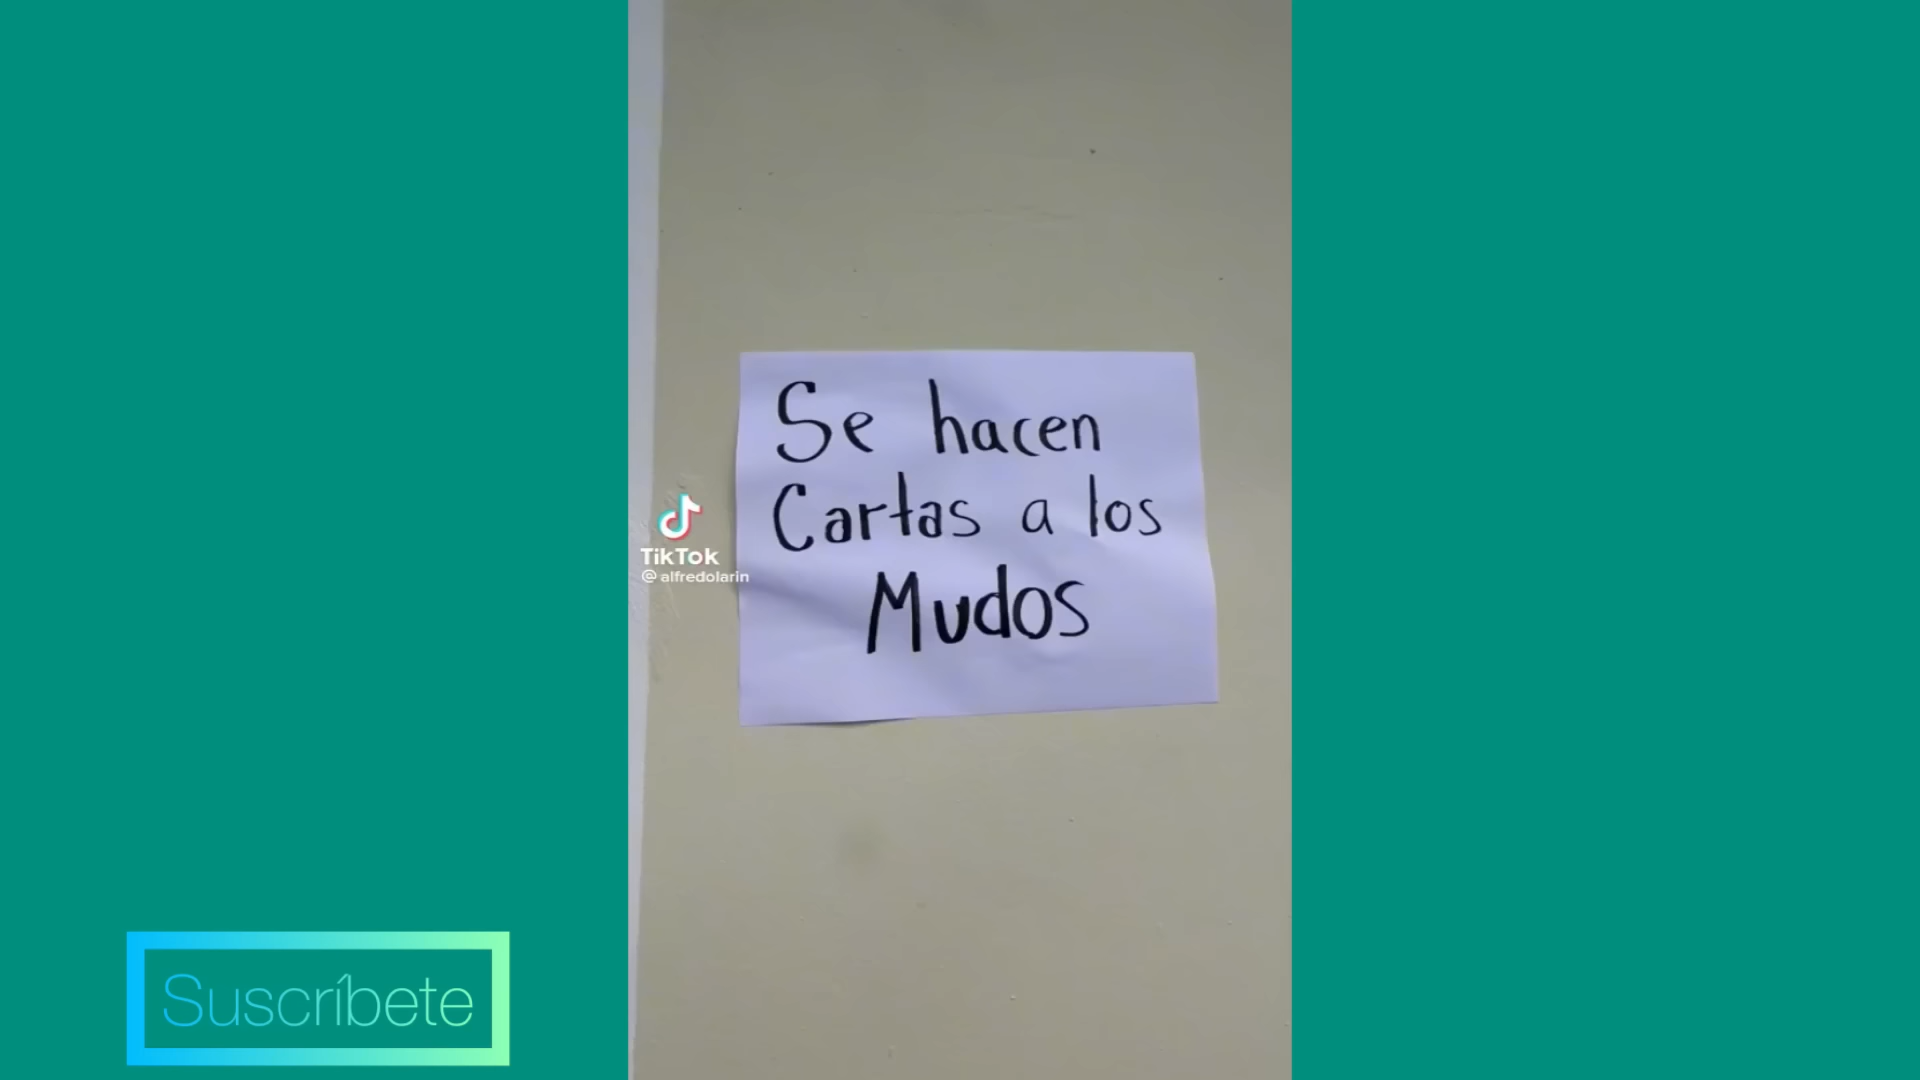 Se hacen
Cartas a los
Mudos
TikTok
@alfredolarin
Suscríbete